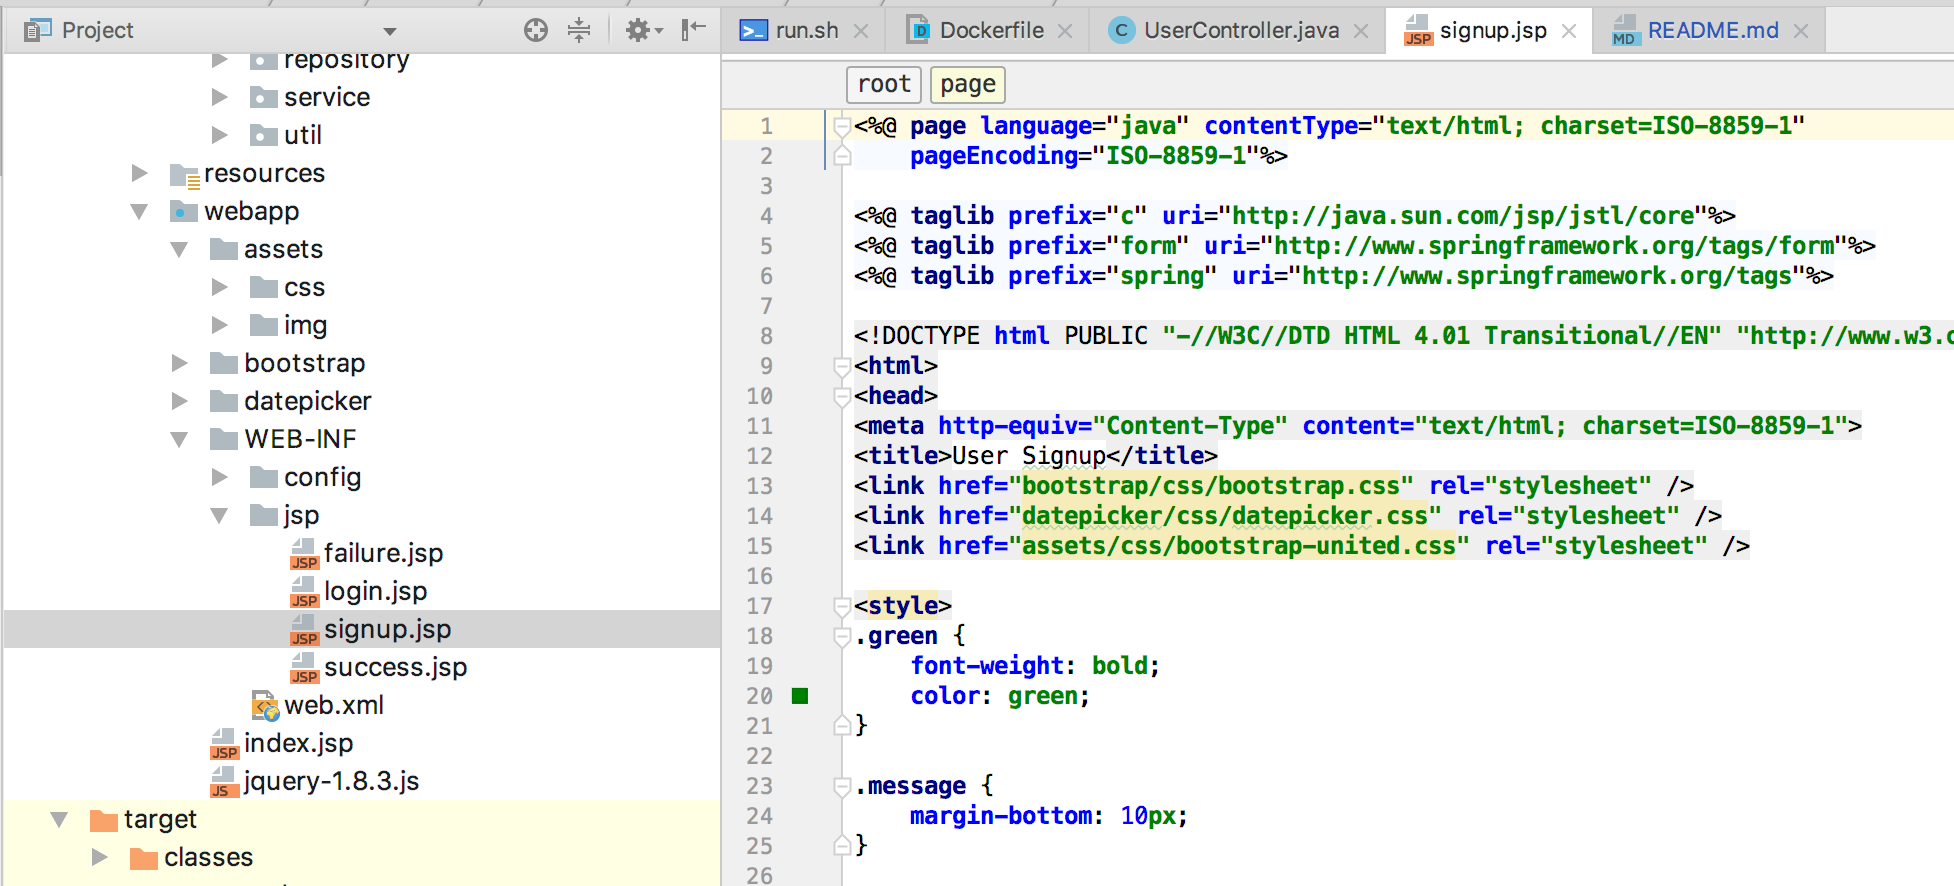 Project
repository
service
util
resources
webapp
assets
css
img
bootstrap
datepicker
WEB-INF
config
jsp
JSP failure.jsp
JSP login.jsp
JSP signup.jsp
JSP success.jsp
web.xml
JSP index.jsp
JS jquery-1.8.3.js
target
classes
run.sh D Dockerfile C UserController.java JSP signup.jsp MD README.md
root page
1 <%@ page language="java" contentType="text/html; charset=ISO-8859-1"
2 pageEncoding="ISO-8859-1"%>
3
4 <%@ taglib prefix="c" uri="http://java.sun.com/jsp/jstl/core"%>
5 <%@ taglib prefix="form" uri="http://www.springframework.org/tags/form"%>
6 <%@ taglib prefix="spring" uri="http://www.springframework.org/tags"%>
7
8 <!DOCTYPE html PUBLIC "-//W3C//DTD HTML 4.01 Transitional//EN" "http://www.w3.o
9 <html>
10 <head>
11 <meta http-equiv="Content-Type" content="text/html; charset=ISO-8859-1">
12 <title>User Signup</title>
13 <link href="bootstrap/css/bootstrap.css" rel="stylesheet" />
14 <link href="datepicker/css/datepicker.css" rel="stylesheet" />
15 <link href="assets/css/bootstrap-united.css" rel="stylesheet" />
16
17 <style>
18 .green {
19 font-weight: bold;
20 color: green;
21 }
22
23 .message {
24 margin-bottom: 10px;
25 }
26